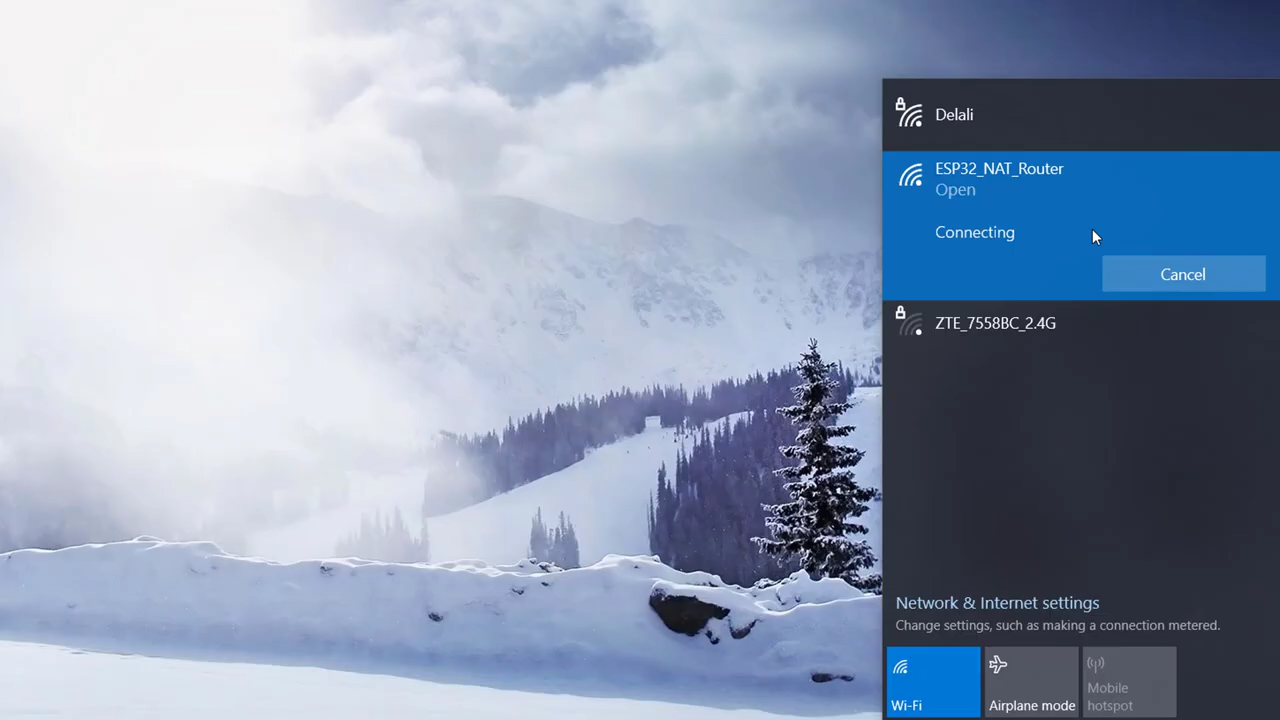 Delali
ESP32_NAT_Router
Open
Connecting
Cancel
ZTE_7558BC_2.4G
Network & Internet settings
Change settings, such as making a connection metered.
Wi-Fi
Airplane mode
Mobile
hotspot